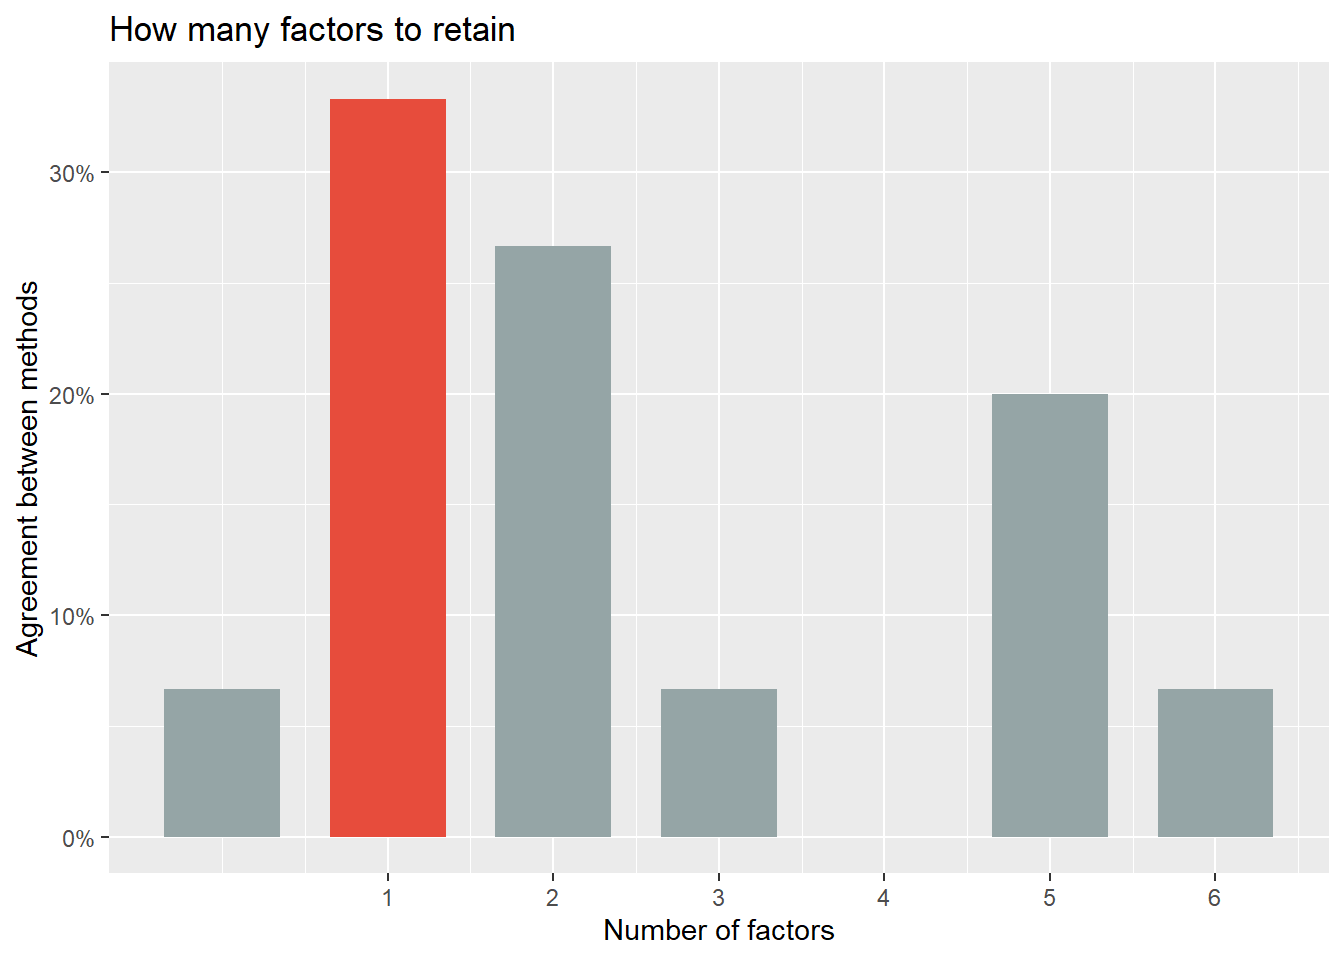 How many factors to retain
Agreement between methods
30%
20%
10%
0%
1 2 3 4 5 6
Number of factors